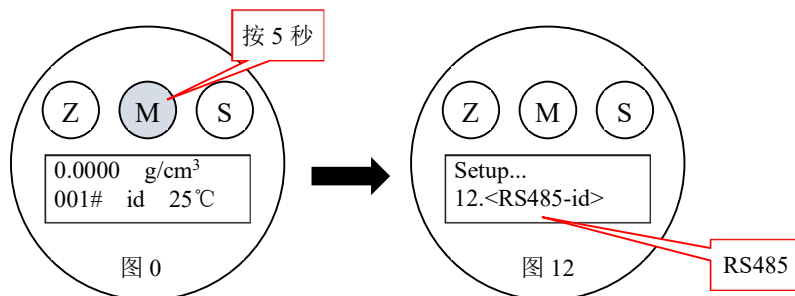 按 5 秒
Z M S
0.0000 g/cm³
001# id 25℃
图 0
Z M S
Setup...
12.<RS485-id>
图 12
RS485